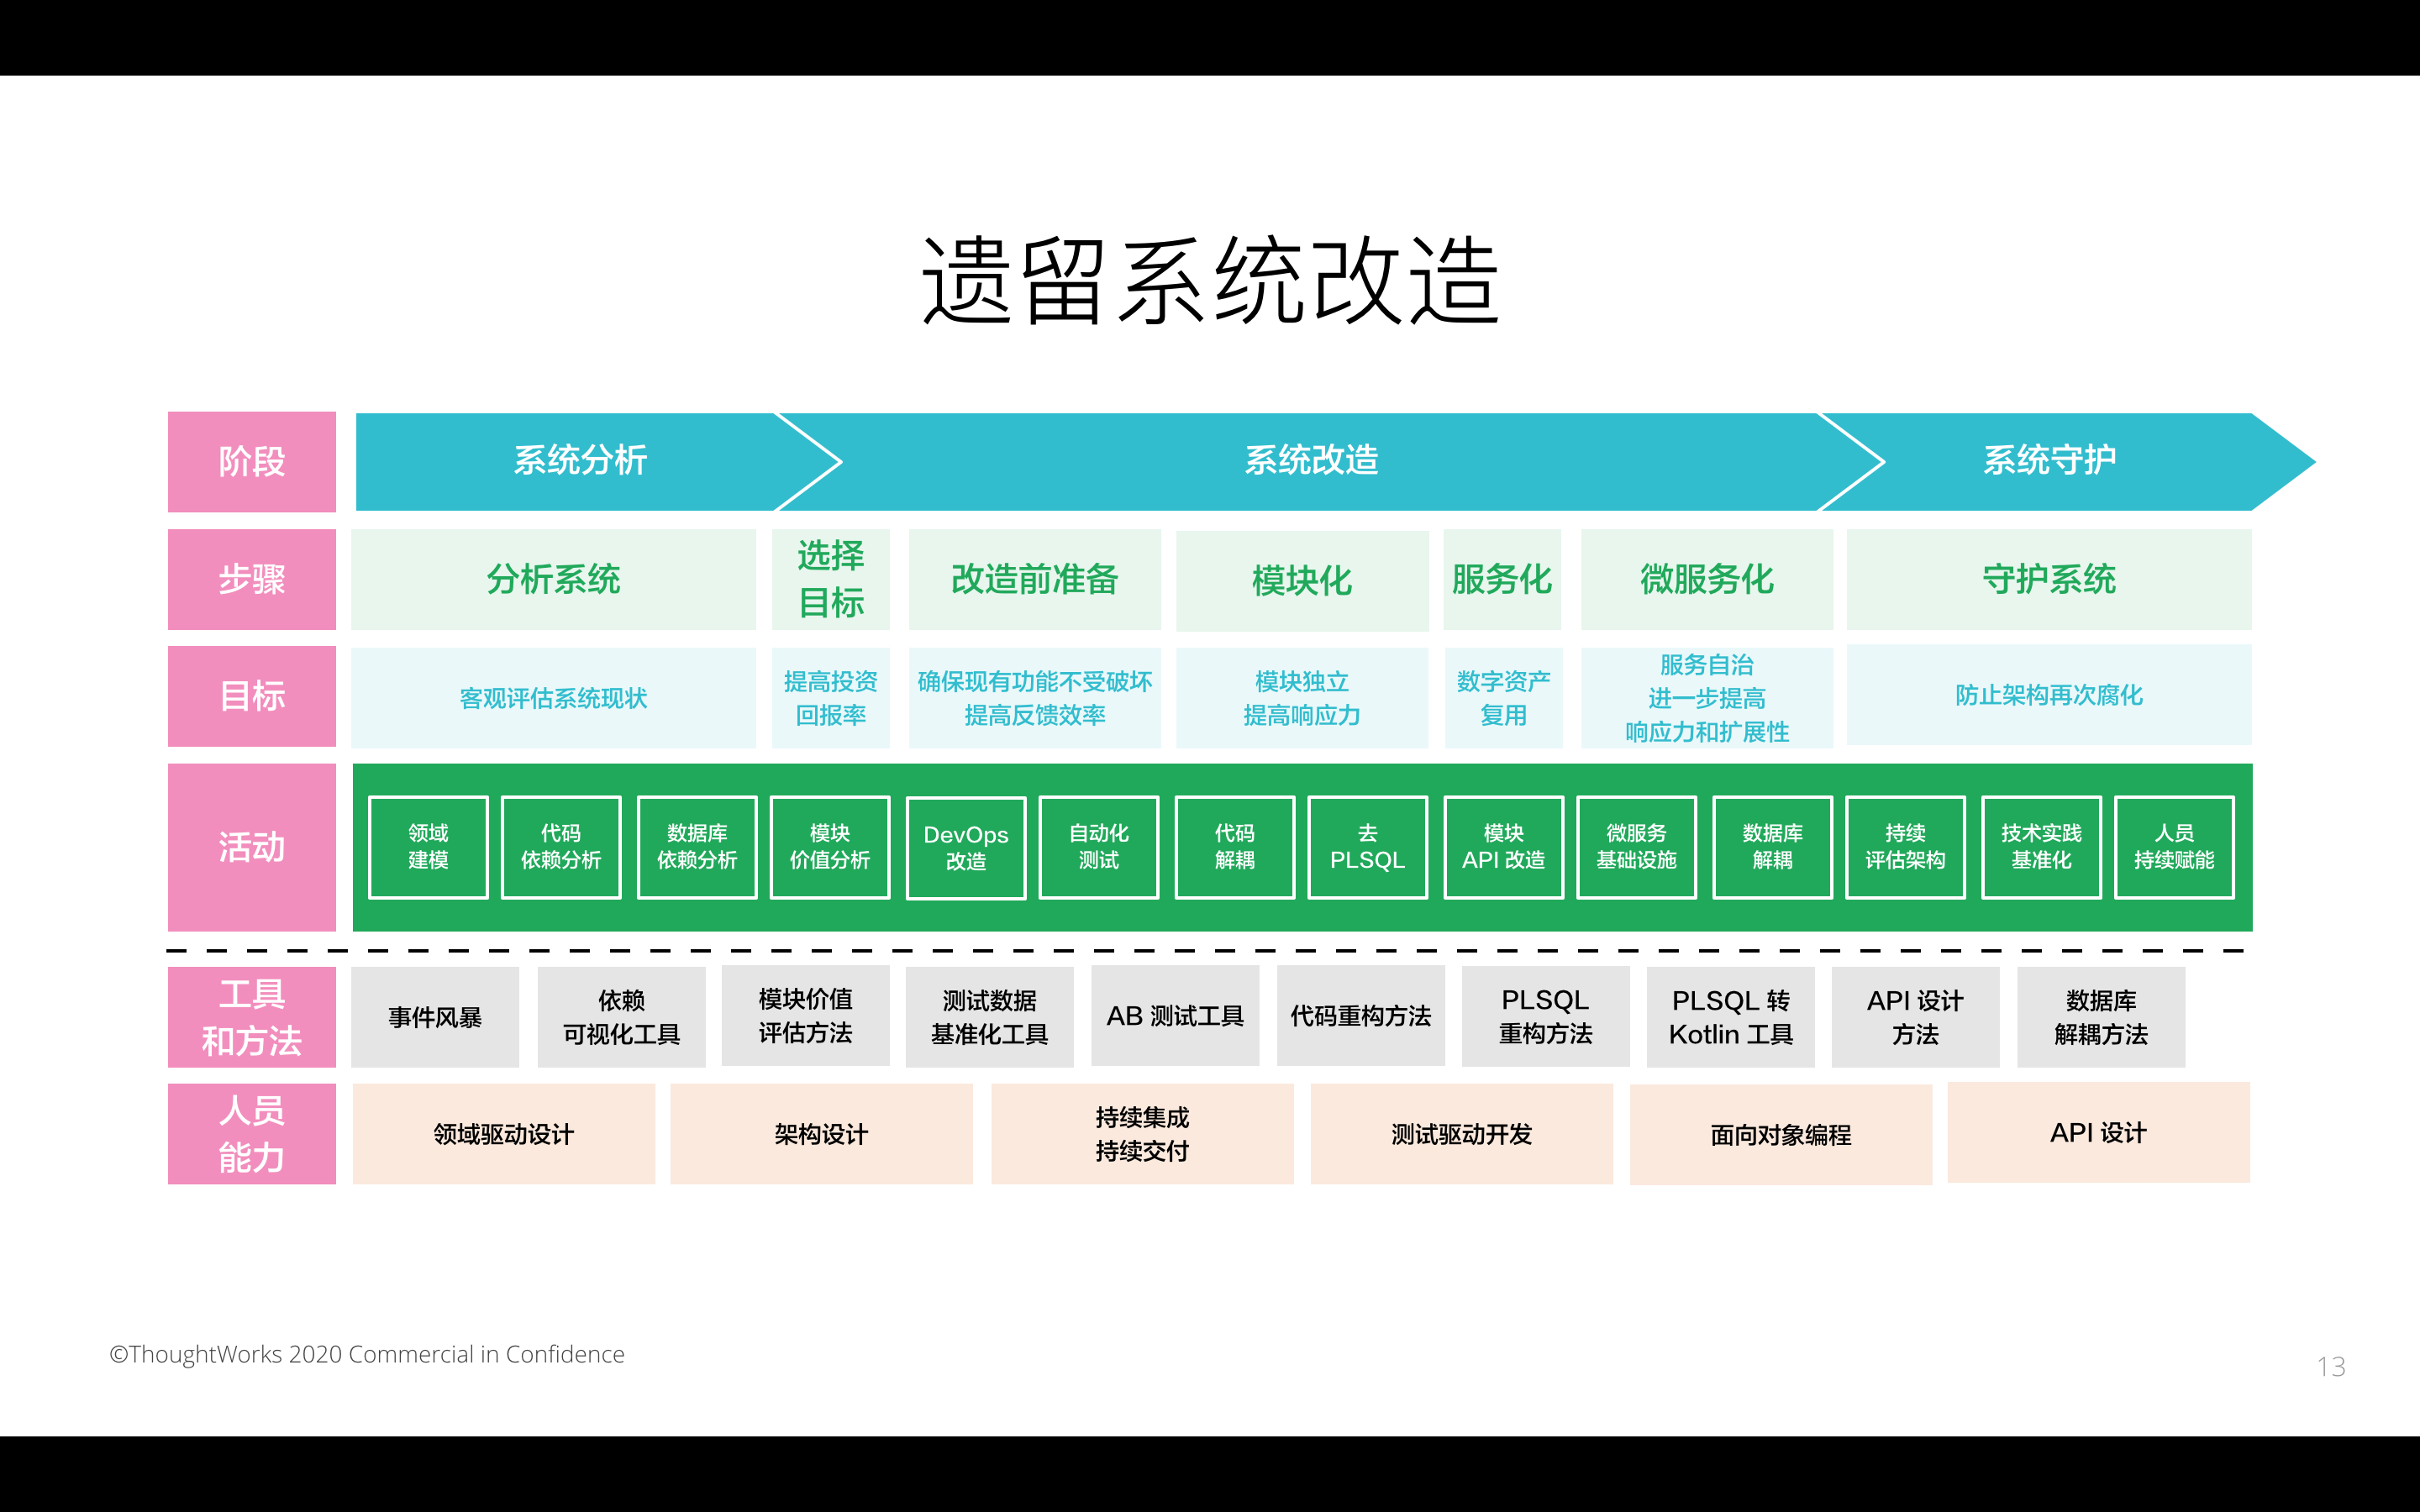 遗留系统改造
阶段
系统分析
系统改造
系统守护
步骤
分析系统
选择
目标
改造前准备
模块化
服务化
微服务化
守护系统
目标
客观评估系统现状
提高投资
回报率
确保现有功能不受破坏
提高反馈效率
模块独立
提高响应力
数字资产
复用
服务自治
进一步提高
响应力和扩展性
防止架构再次腐化
活动
领域
建模
代码
依赖分析
数据库
依赖分析
模块
价值分析
DevOps
改造
自动化
测试
代码
解耦
去
PLSQL
模块
API 改造
微服务
基础设施
数据库
解耦
持续
评估架构
技术实践
基准化
人员
持续赋能
工具
和方法
事件风暴
依赖
可视化工具
模块价值
评估方法
测试数据
基准化工具
AB 测试工具
代码重构方法
PLSQL
重构方法
PLSQL 转
Kotlin 工具
API 设计
方法
数据库
解耦方法
人员
能力
领域驱动设计
架构设计
持续集成
持续交付
测试驱动开发
面向对象编程
API 设计
©ThoughtWorks 2020 Commercial in Confidence
13